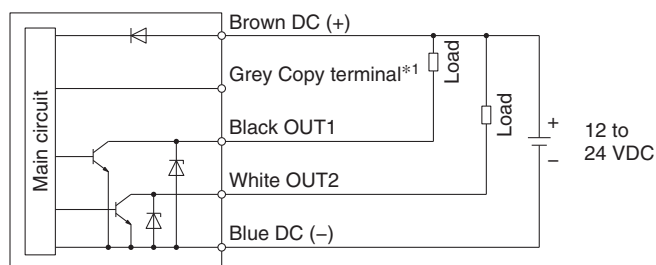 Brown DC (+)
Grey Copy terminal*1
Black OUT1
White OUT2
Blue DC (−)
Main circuit
Load
Load
+
−
12 to
24 VDC